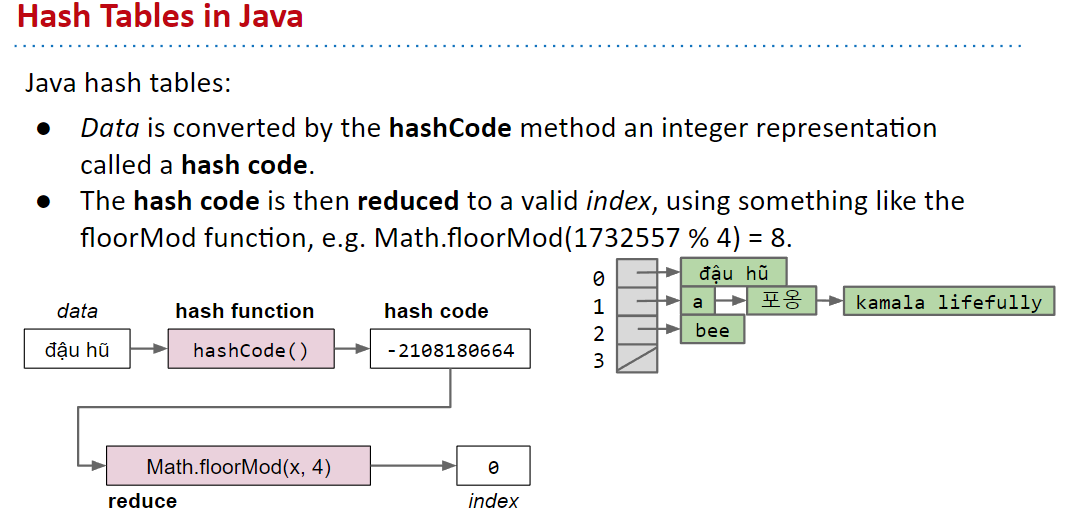 Hash Tables in Java
Java hash tables:
● Data is converted by the hashCode method an integer representation
called a hash code.
● The hash code is then reduced to a valid index, using something like the
floorMod function, e.g. Math.floorMod(1732557 % 4) = 8.
data
hash function
hash code
đậu hũ
hashCode()
-2108180664
Math.floorMod(x, 4)
0
reduce
index
0
đậu hũ
1
a
포옹
kamala lifefully
2
bee
3